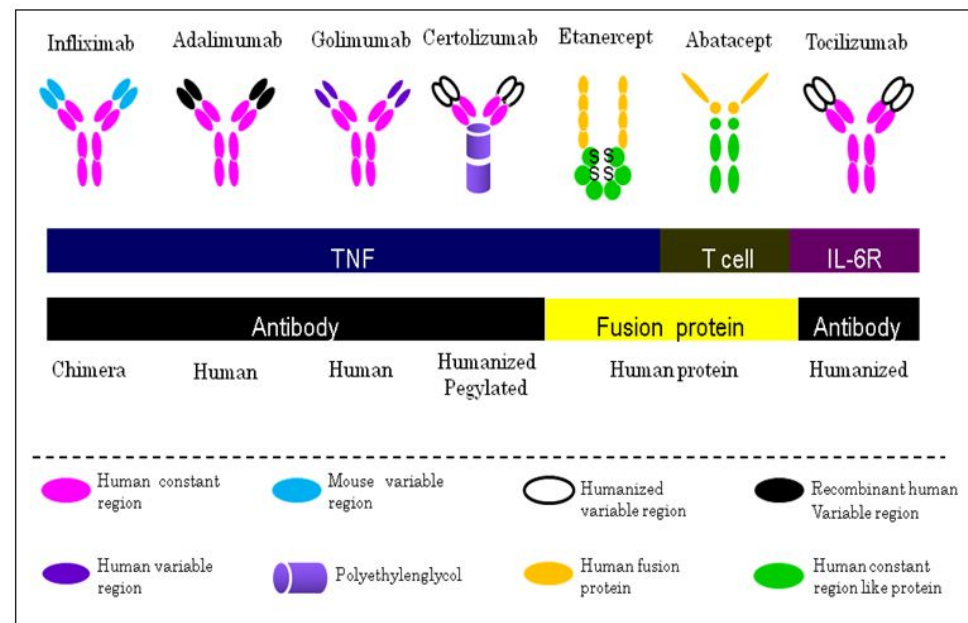 Infliximab Adalimumab Golimumab Certolizumab Etanercept Abatacept Tocilizumab
S S
S S
TNF T cell IL-6R
Antibody Fusion protein Antibody
Chimera Human Human Humanized Pegylated Human protein Humanized
Human constant region
Mouse variable region
Humanized variable region
Recombinant human Variable region
Human variable region
Polyethylenglycol
Human fusion protein
Human constant region like protein